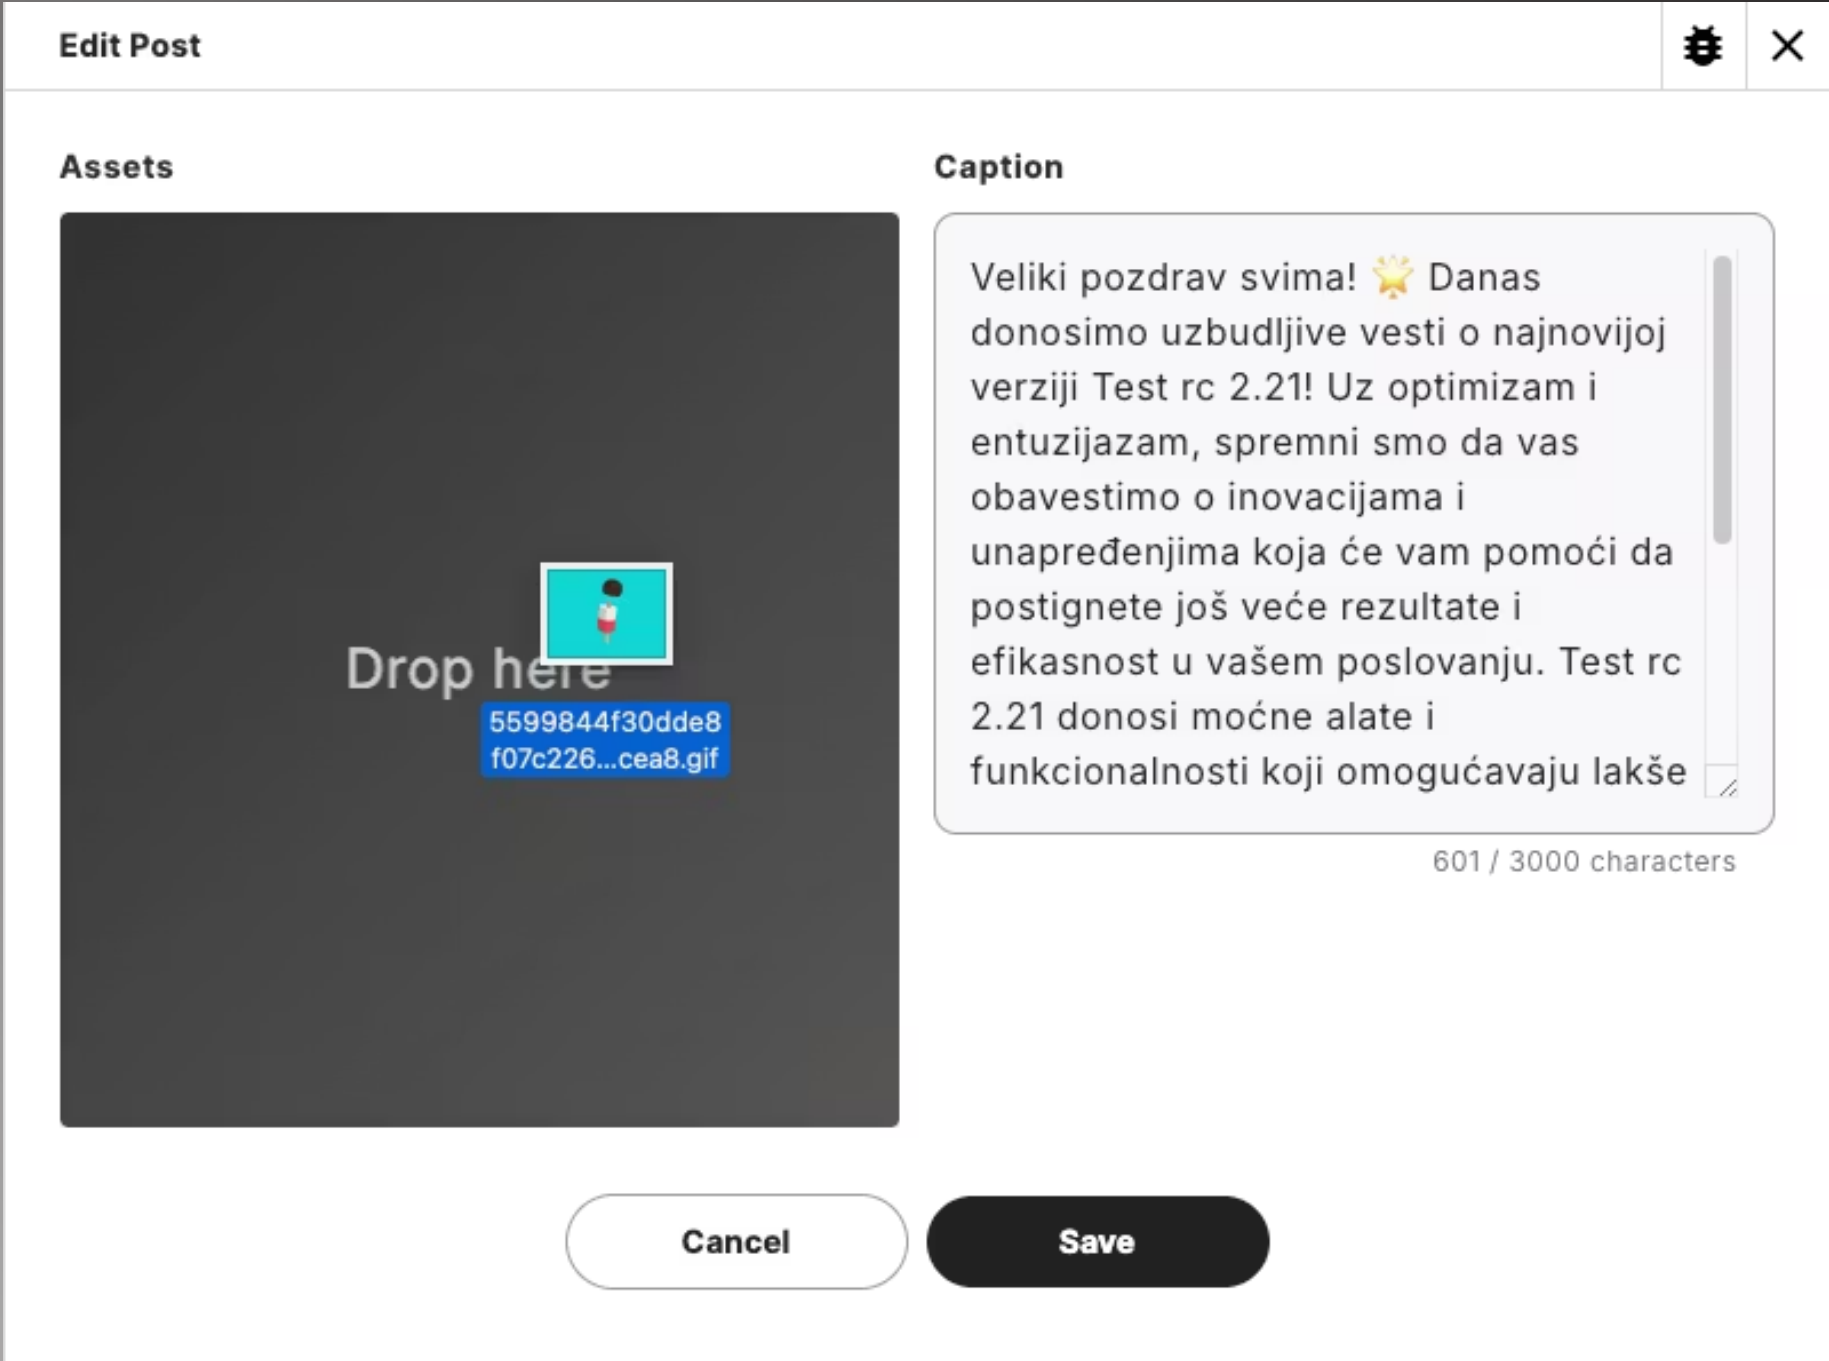 Edit Post
Assets
Drop here
5599844f30dde8
f07c226...cea8.gif
Caption
Veliki pozdrav svima! 🌟 Danas
donosimo uzbudljive vesti o najnovijoj
verziji Test rc 2.21! Uz optimizam i
entuzijazam, spremni smo da vas
obavestimo o inovacijama i
unapređenjima koja će vam pomoći da
postignete još veće rezultate i
efikasnost u vašem poslovanju. Test rc
2.21 donosi moćne alate i
funkcionalnosti koji omogućavaju lakše
601 / 3000 characters
Cancel
Save